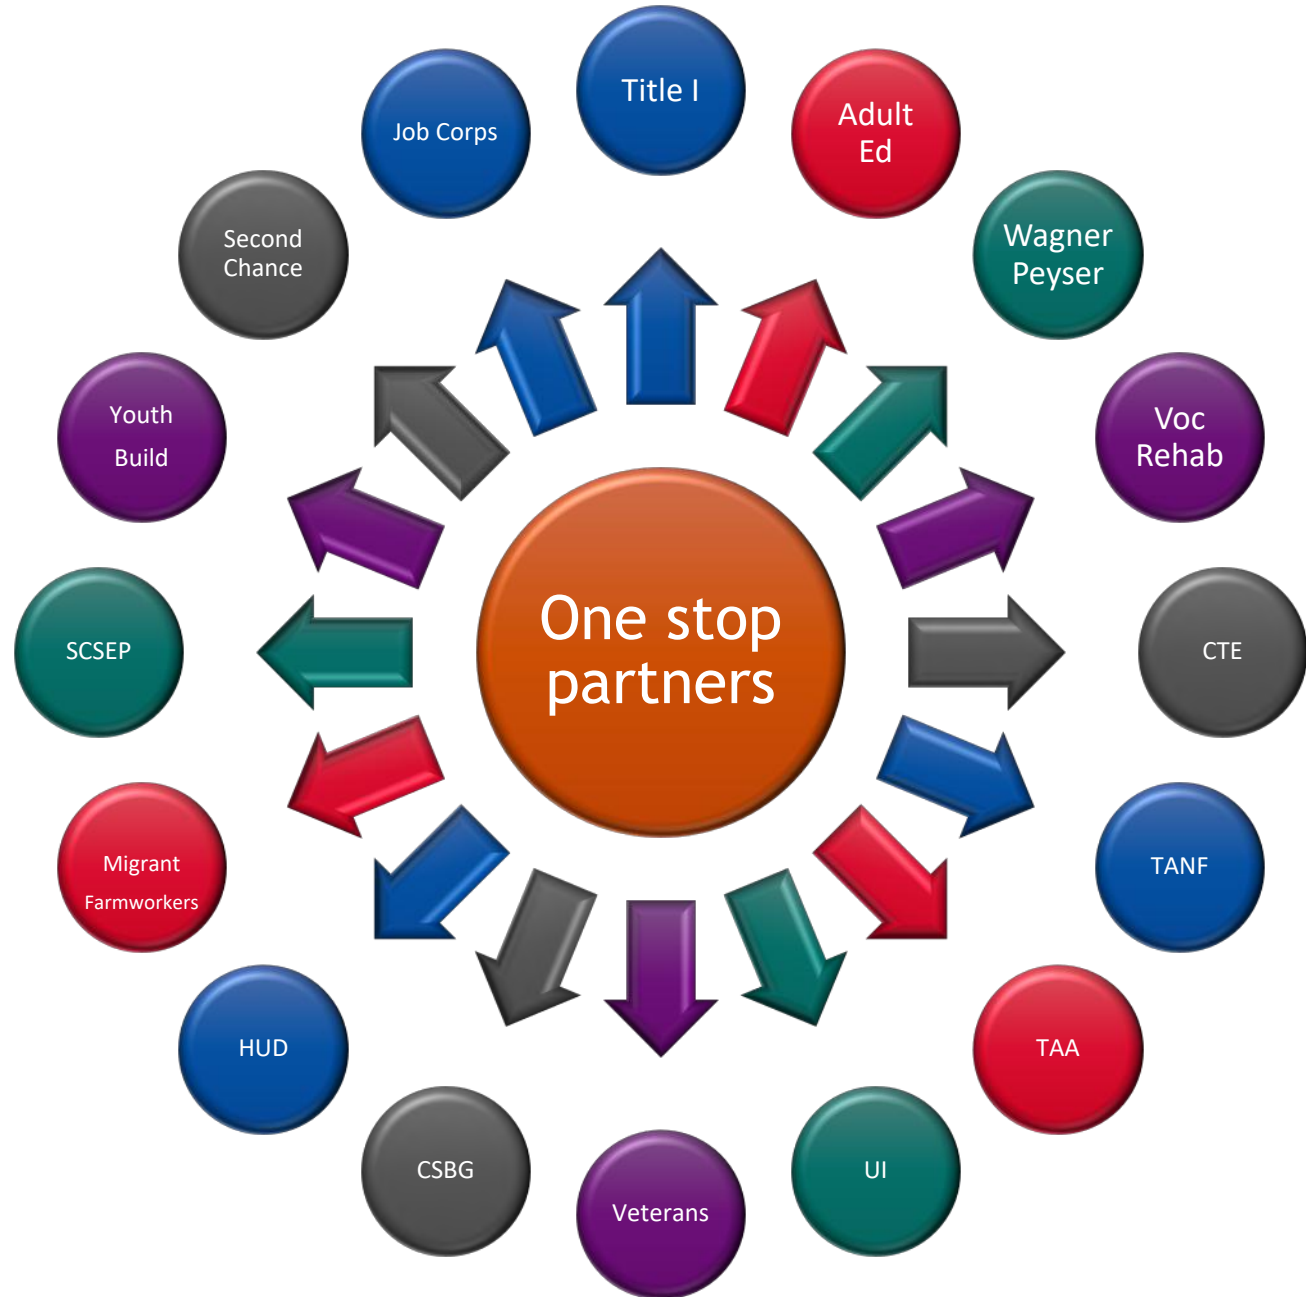 Title I
Adult
Ed
Wagner
Peyser
Voc
Rehab
CTE
TANF
TAA
UI
Veterans
CSBG
HUD
Migrant
Farmworkers
SCSEP
Youth
Build
Second
Chance
Job Corps
One stop
partners